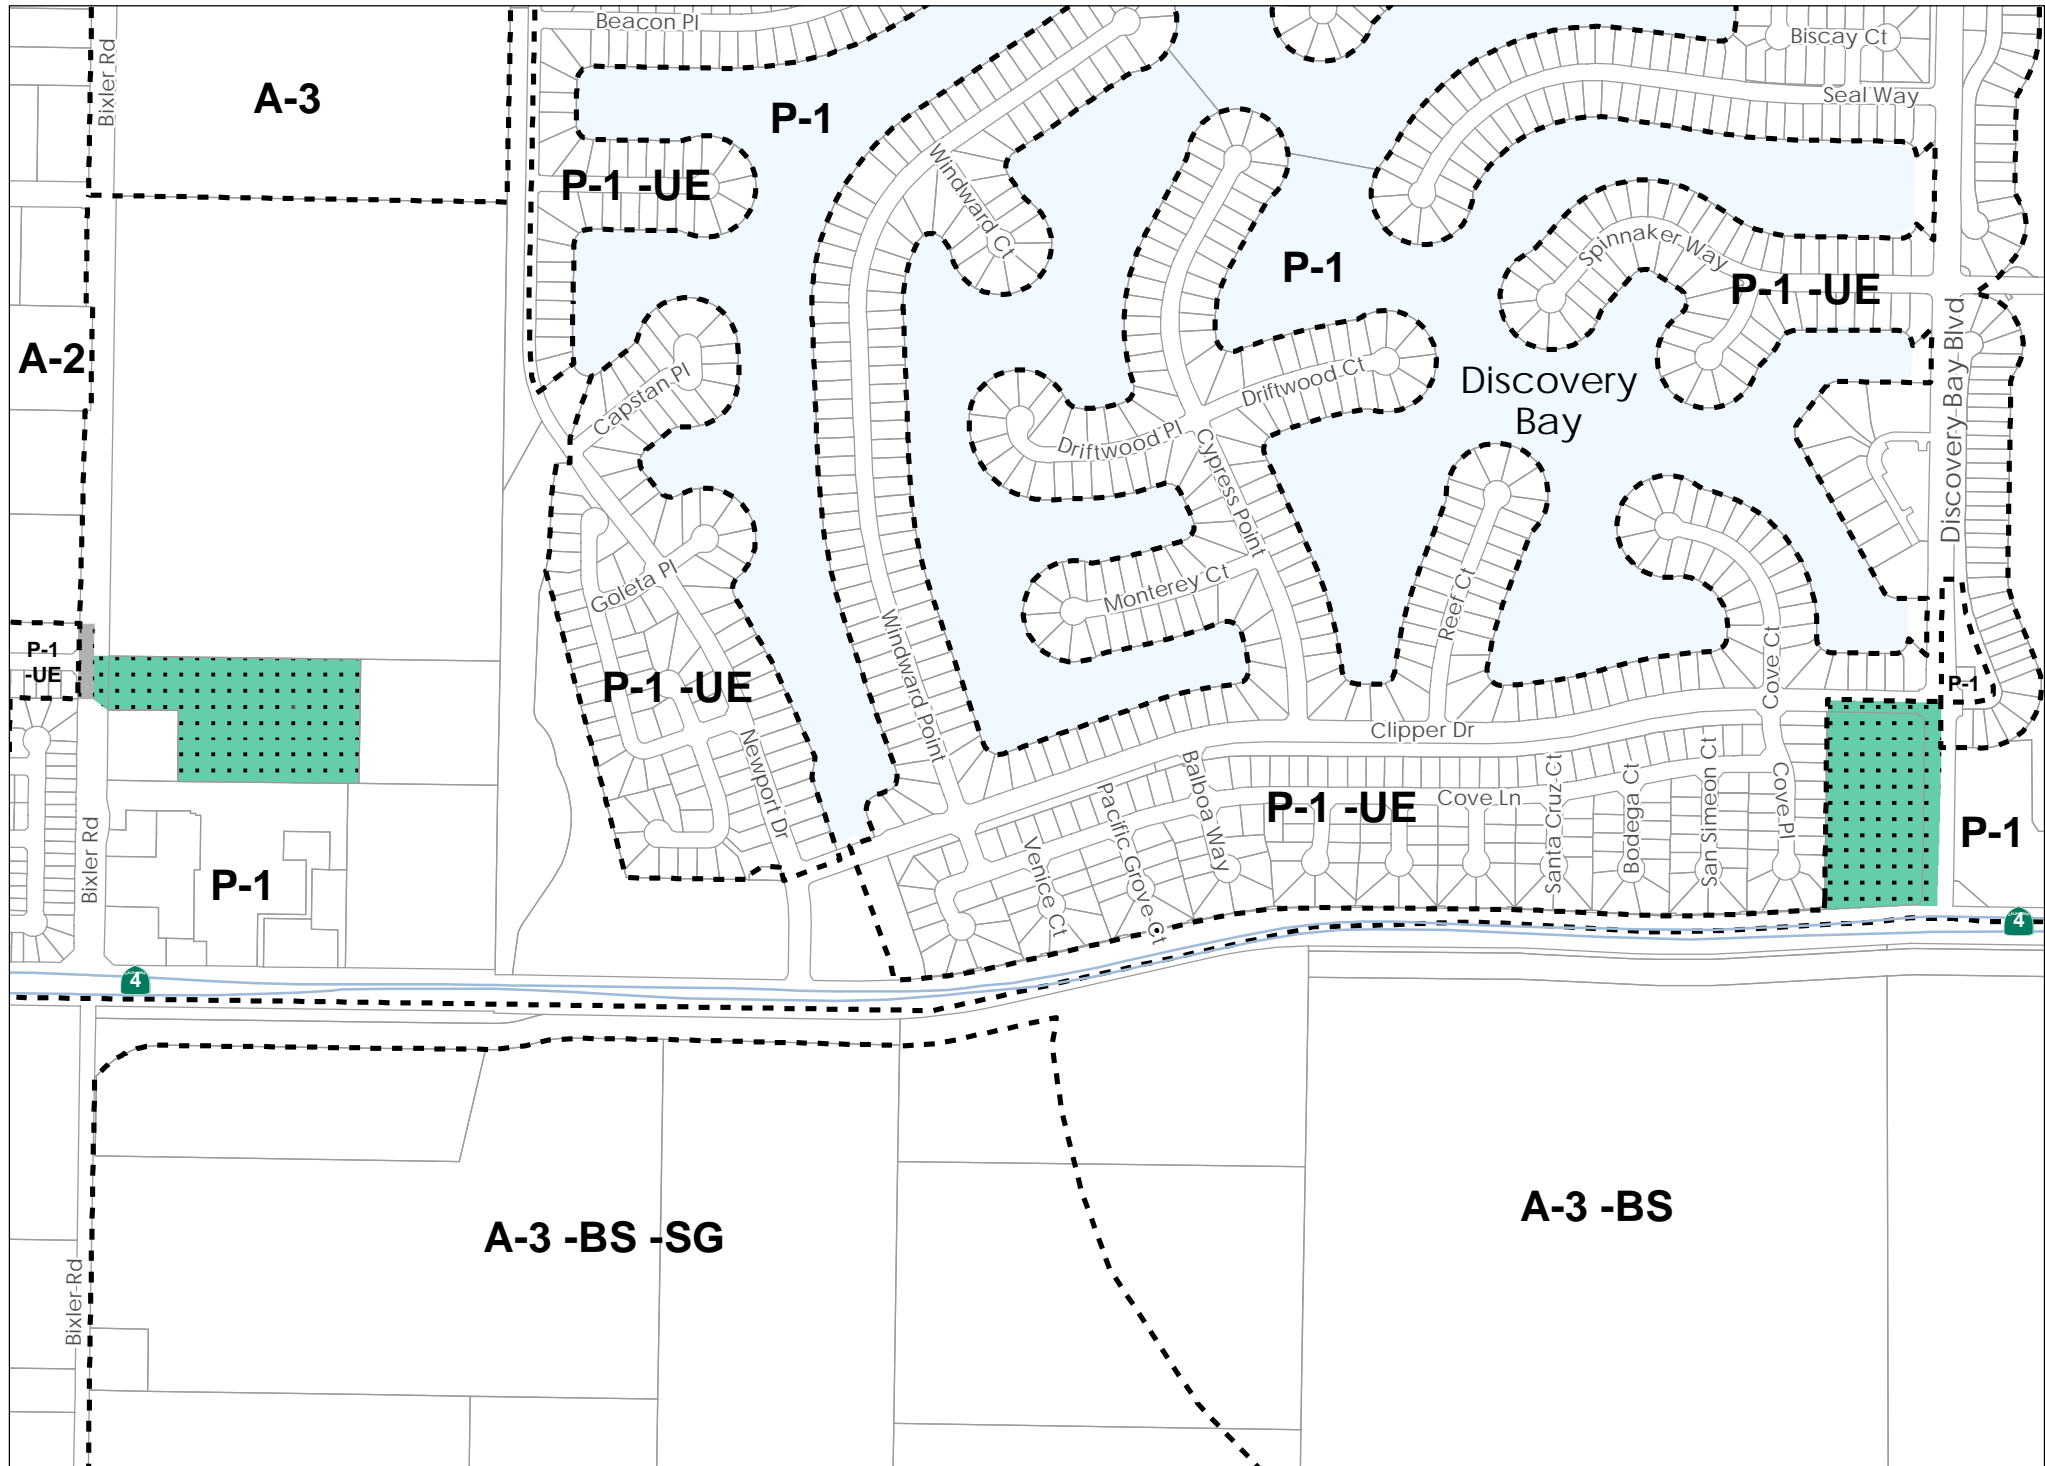 Beacon Pl
Biscay Ct
Bixler Rd
A-3
P-1
Seal Way
Windward Ct
P-1 -UE
Spinnaker Way
P-1
P-1 -UE
A-2
Discovery-Bay-Blvd
Capstan Pl
Driftwood Ct
Discovery
Bay
Driftwood Pl
Cypress Point
Goleta Pl
Monterey Ct
Reef Ct
P-1
-UE
Windward Point
Cove Ct
P-1 -UE
P-1
Clipper Dr
Newport Dr
Balboa Way
Pacific Grove-Ct
Santa Cruz-Ct
Bodega Ct
San Simeon Ct
Cove Pl
Cove Ln
P-1 -UE
Venice Ct
P-1
Bixler Rd
P-1
4
4
A-3 -BS
A-3 -BS -SG
Bixler-Rd